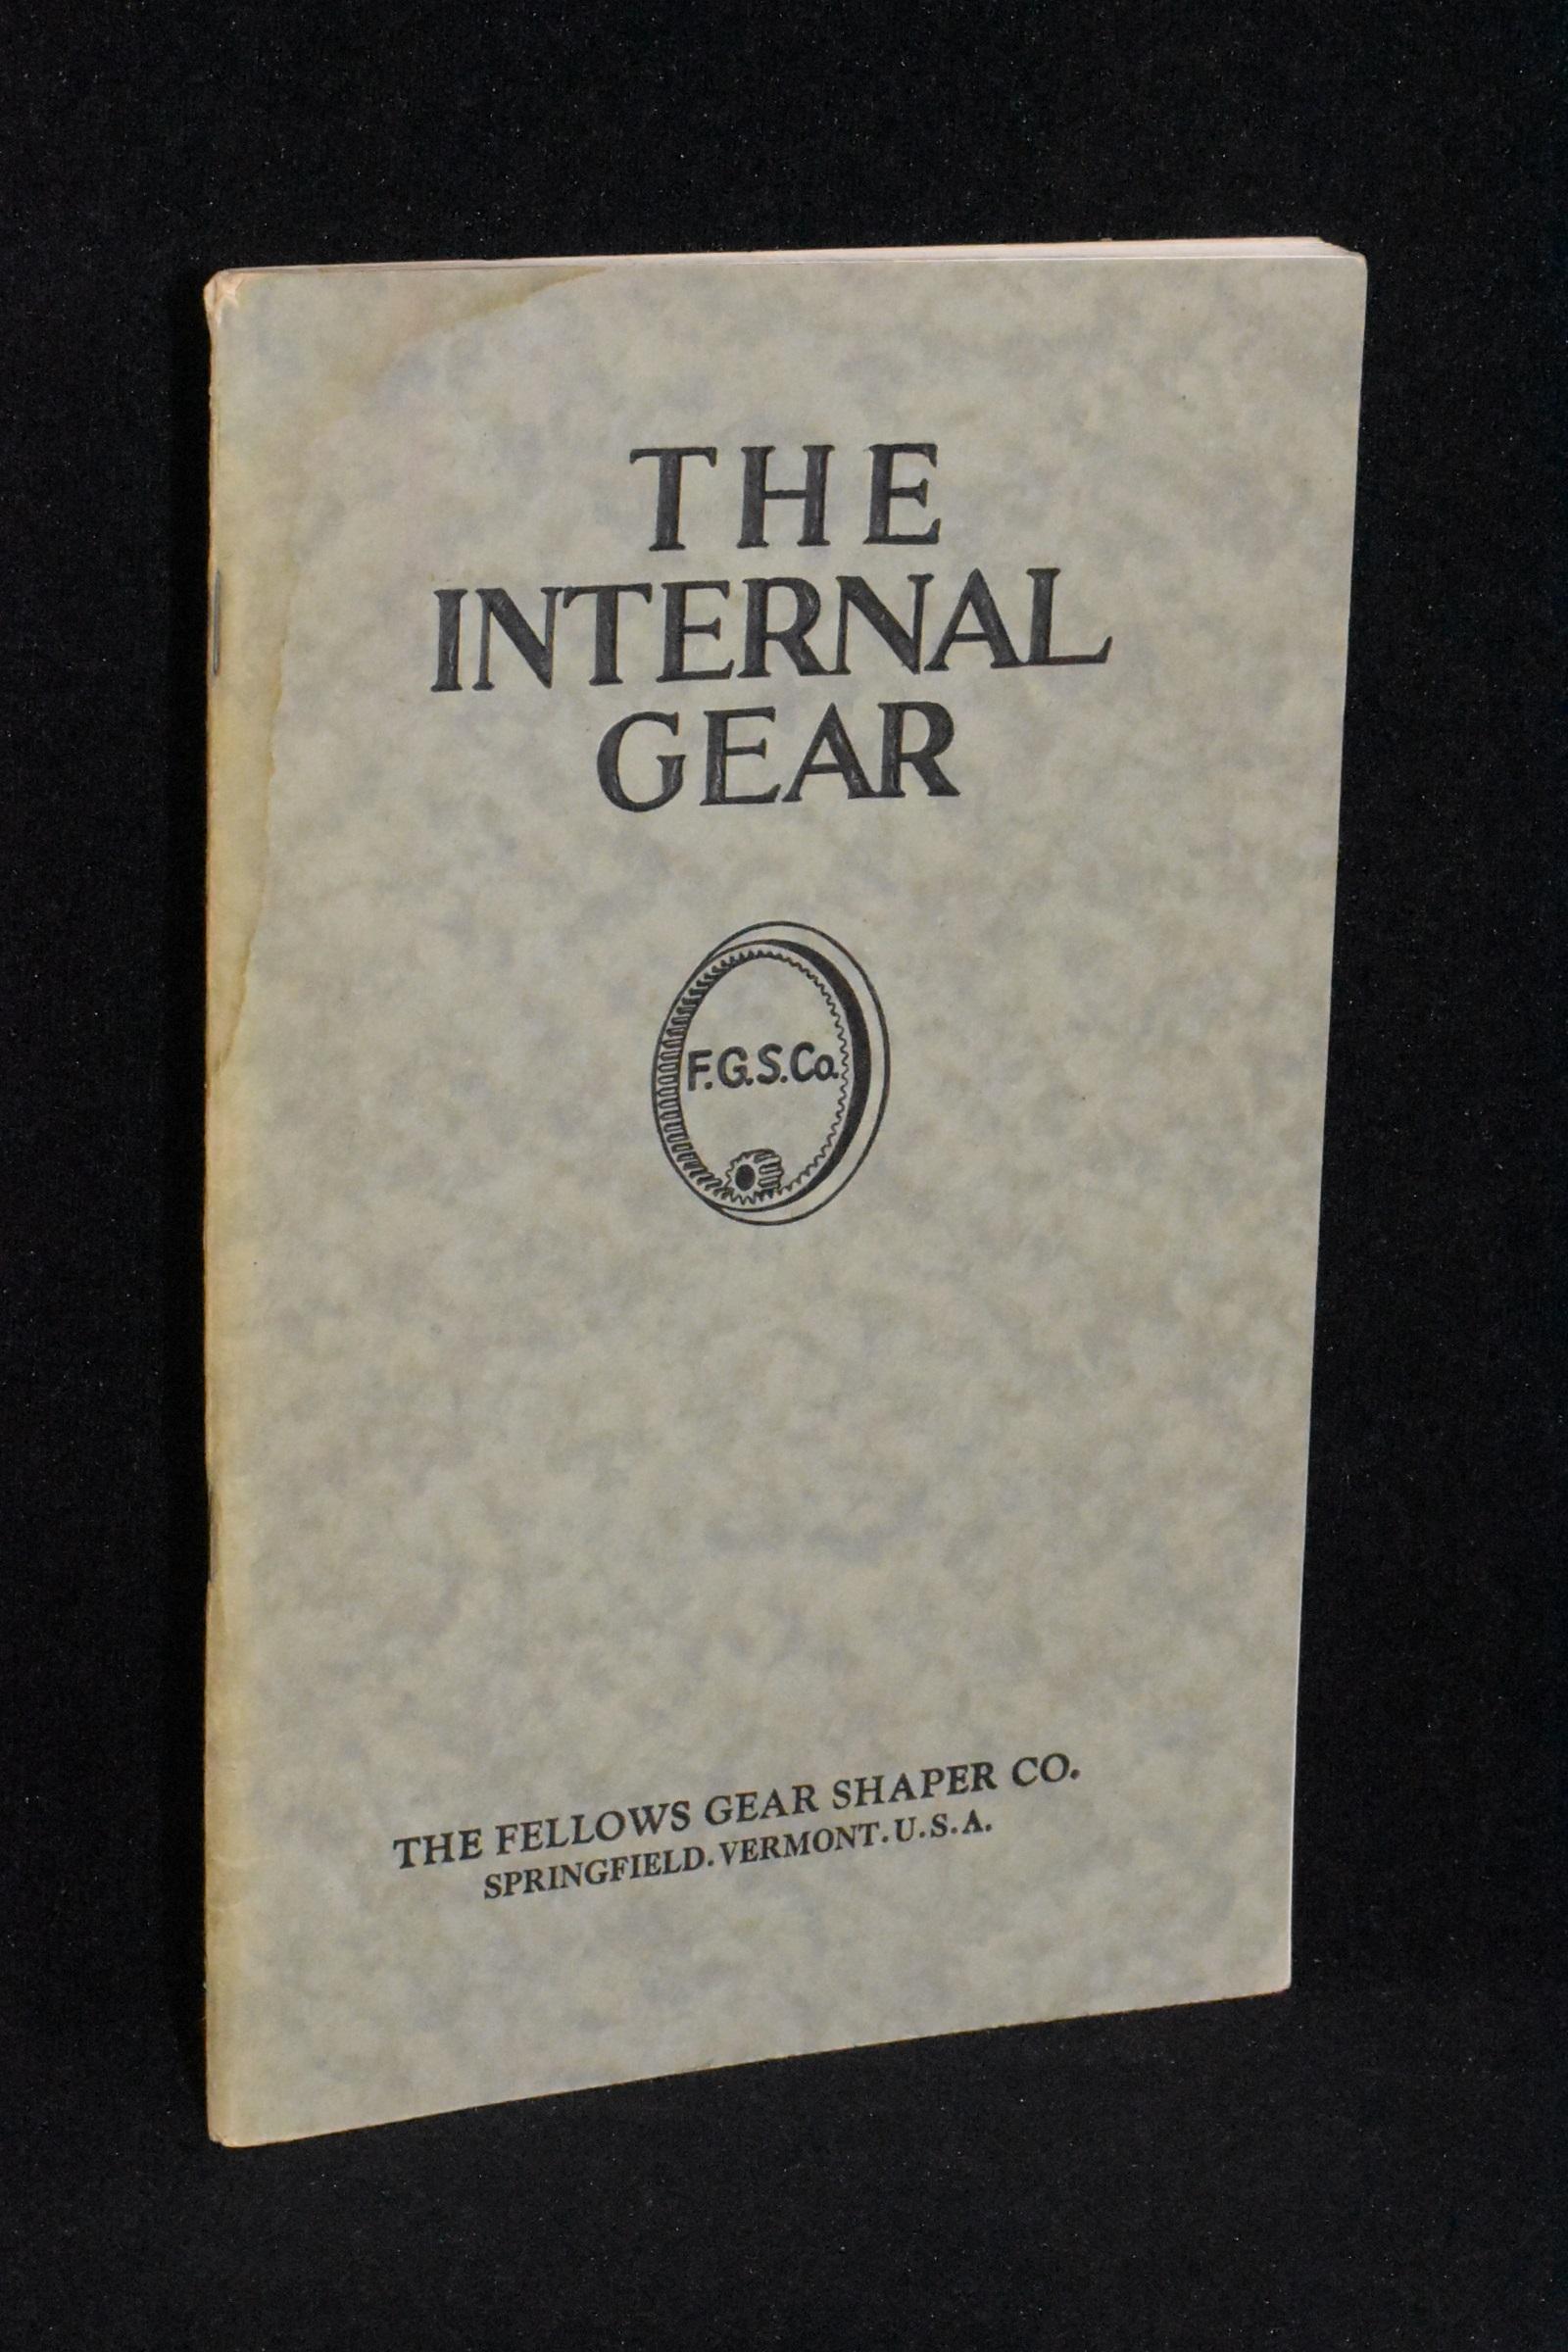 THE
INTERNAL
GEAR
F.G.S.Co.
THE FELLOWS GEAR SHAPER CO.
SPRINGFIELD.VERMONT.U.S.A.